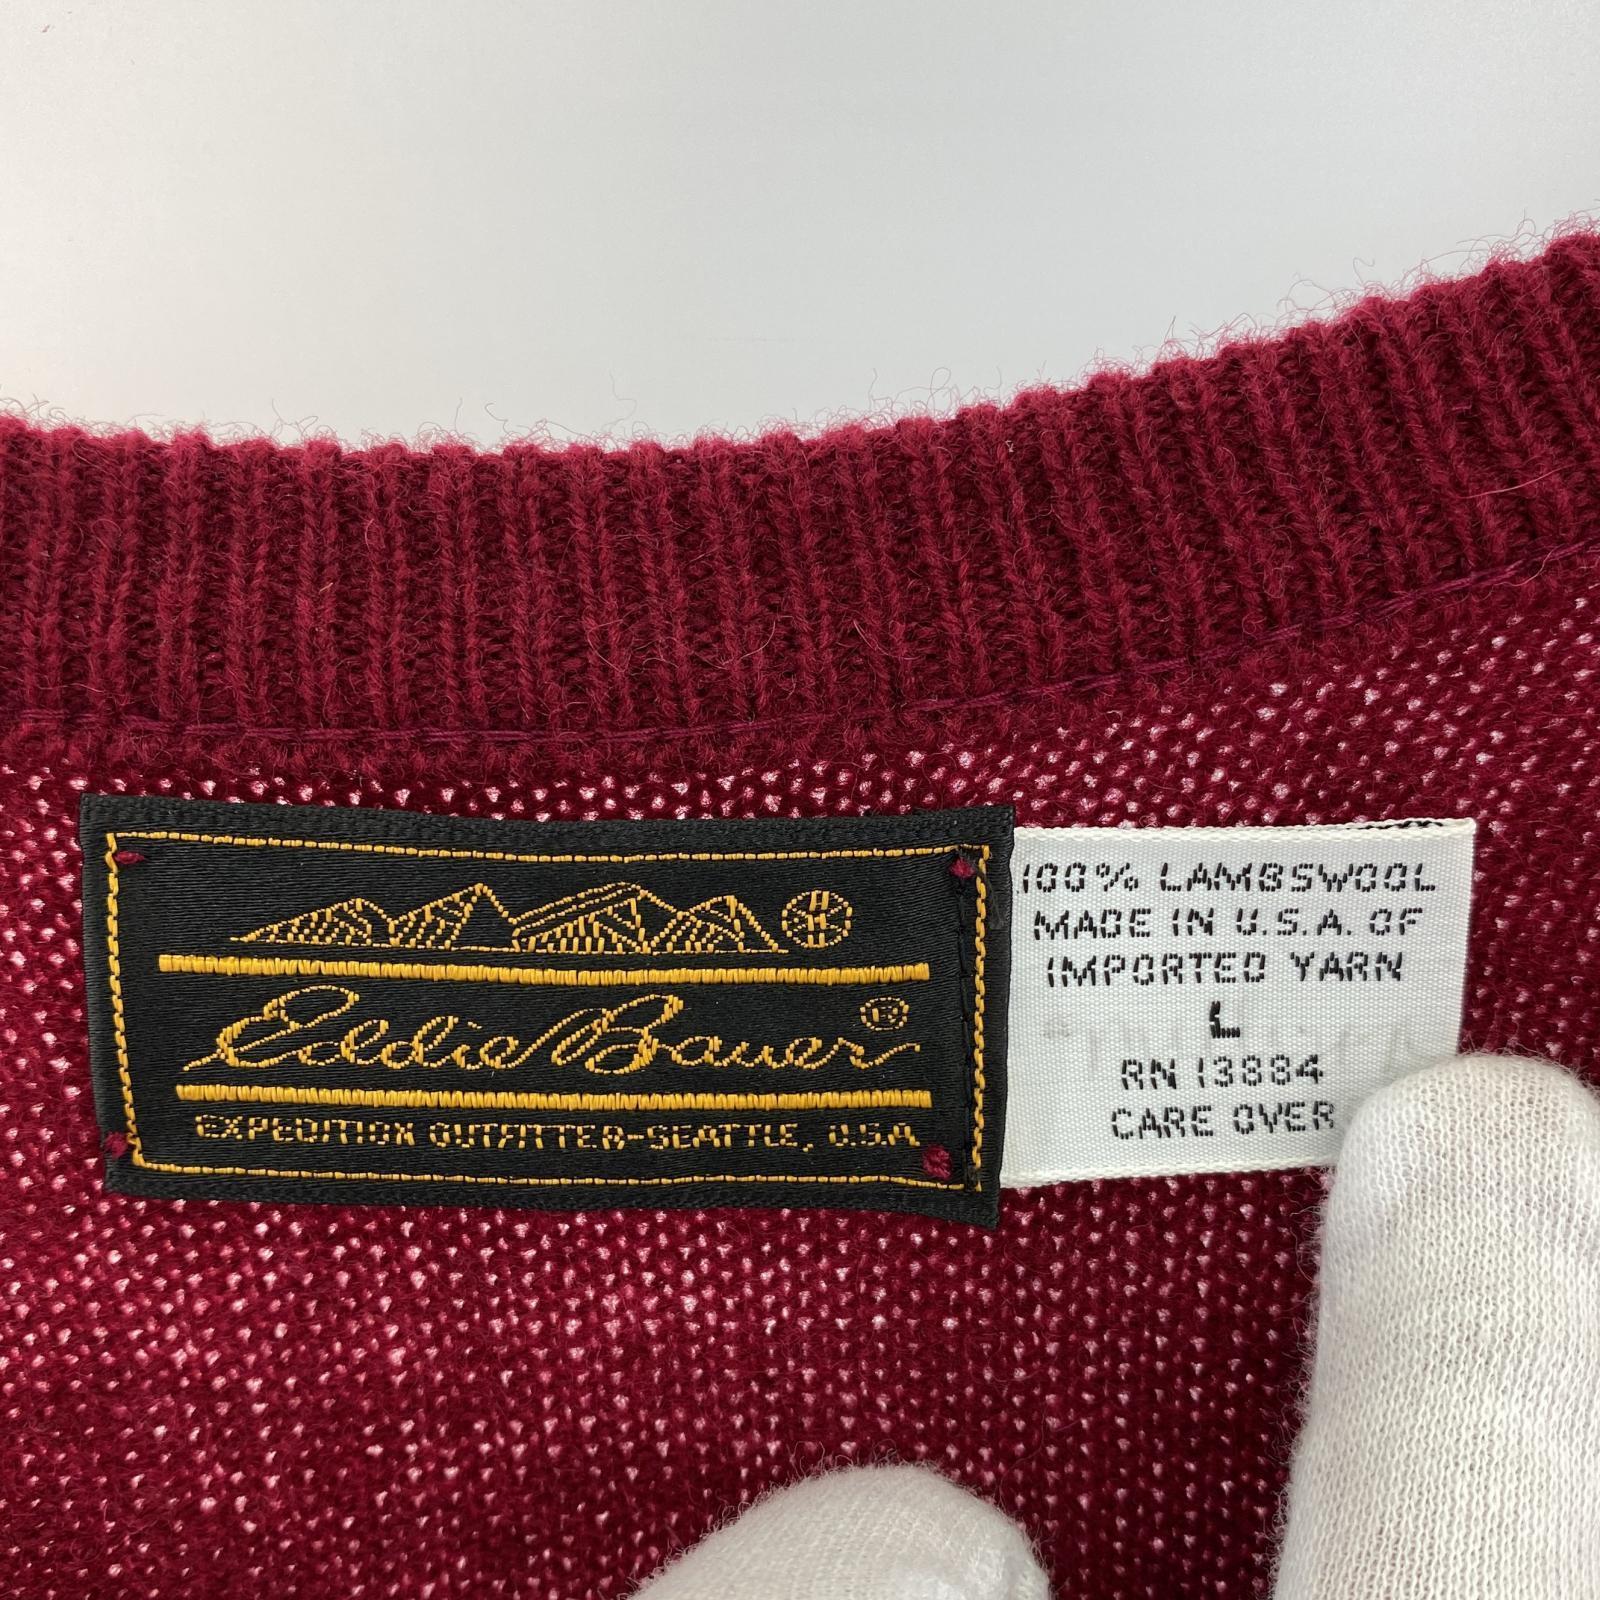 Eddie Bauer ®
EXPEDITION OUTFITTER-SEATTLE, U.S.A
100% LAMBSWOOL
MADE IN U.S.A. OF
IMPORTED YARN
L
RN 13884
CARE OVER